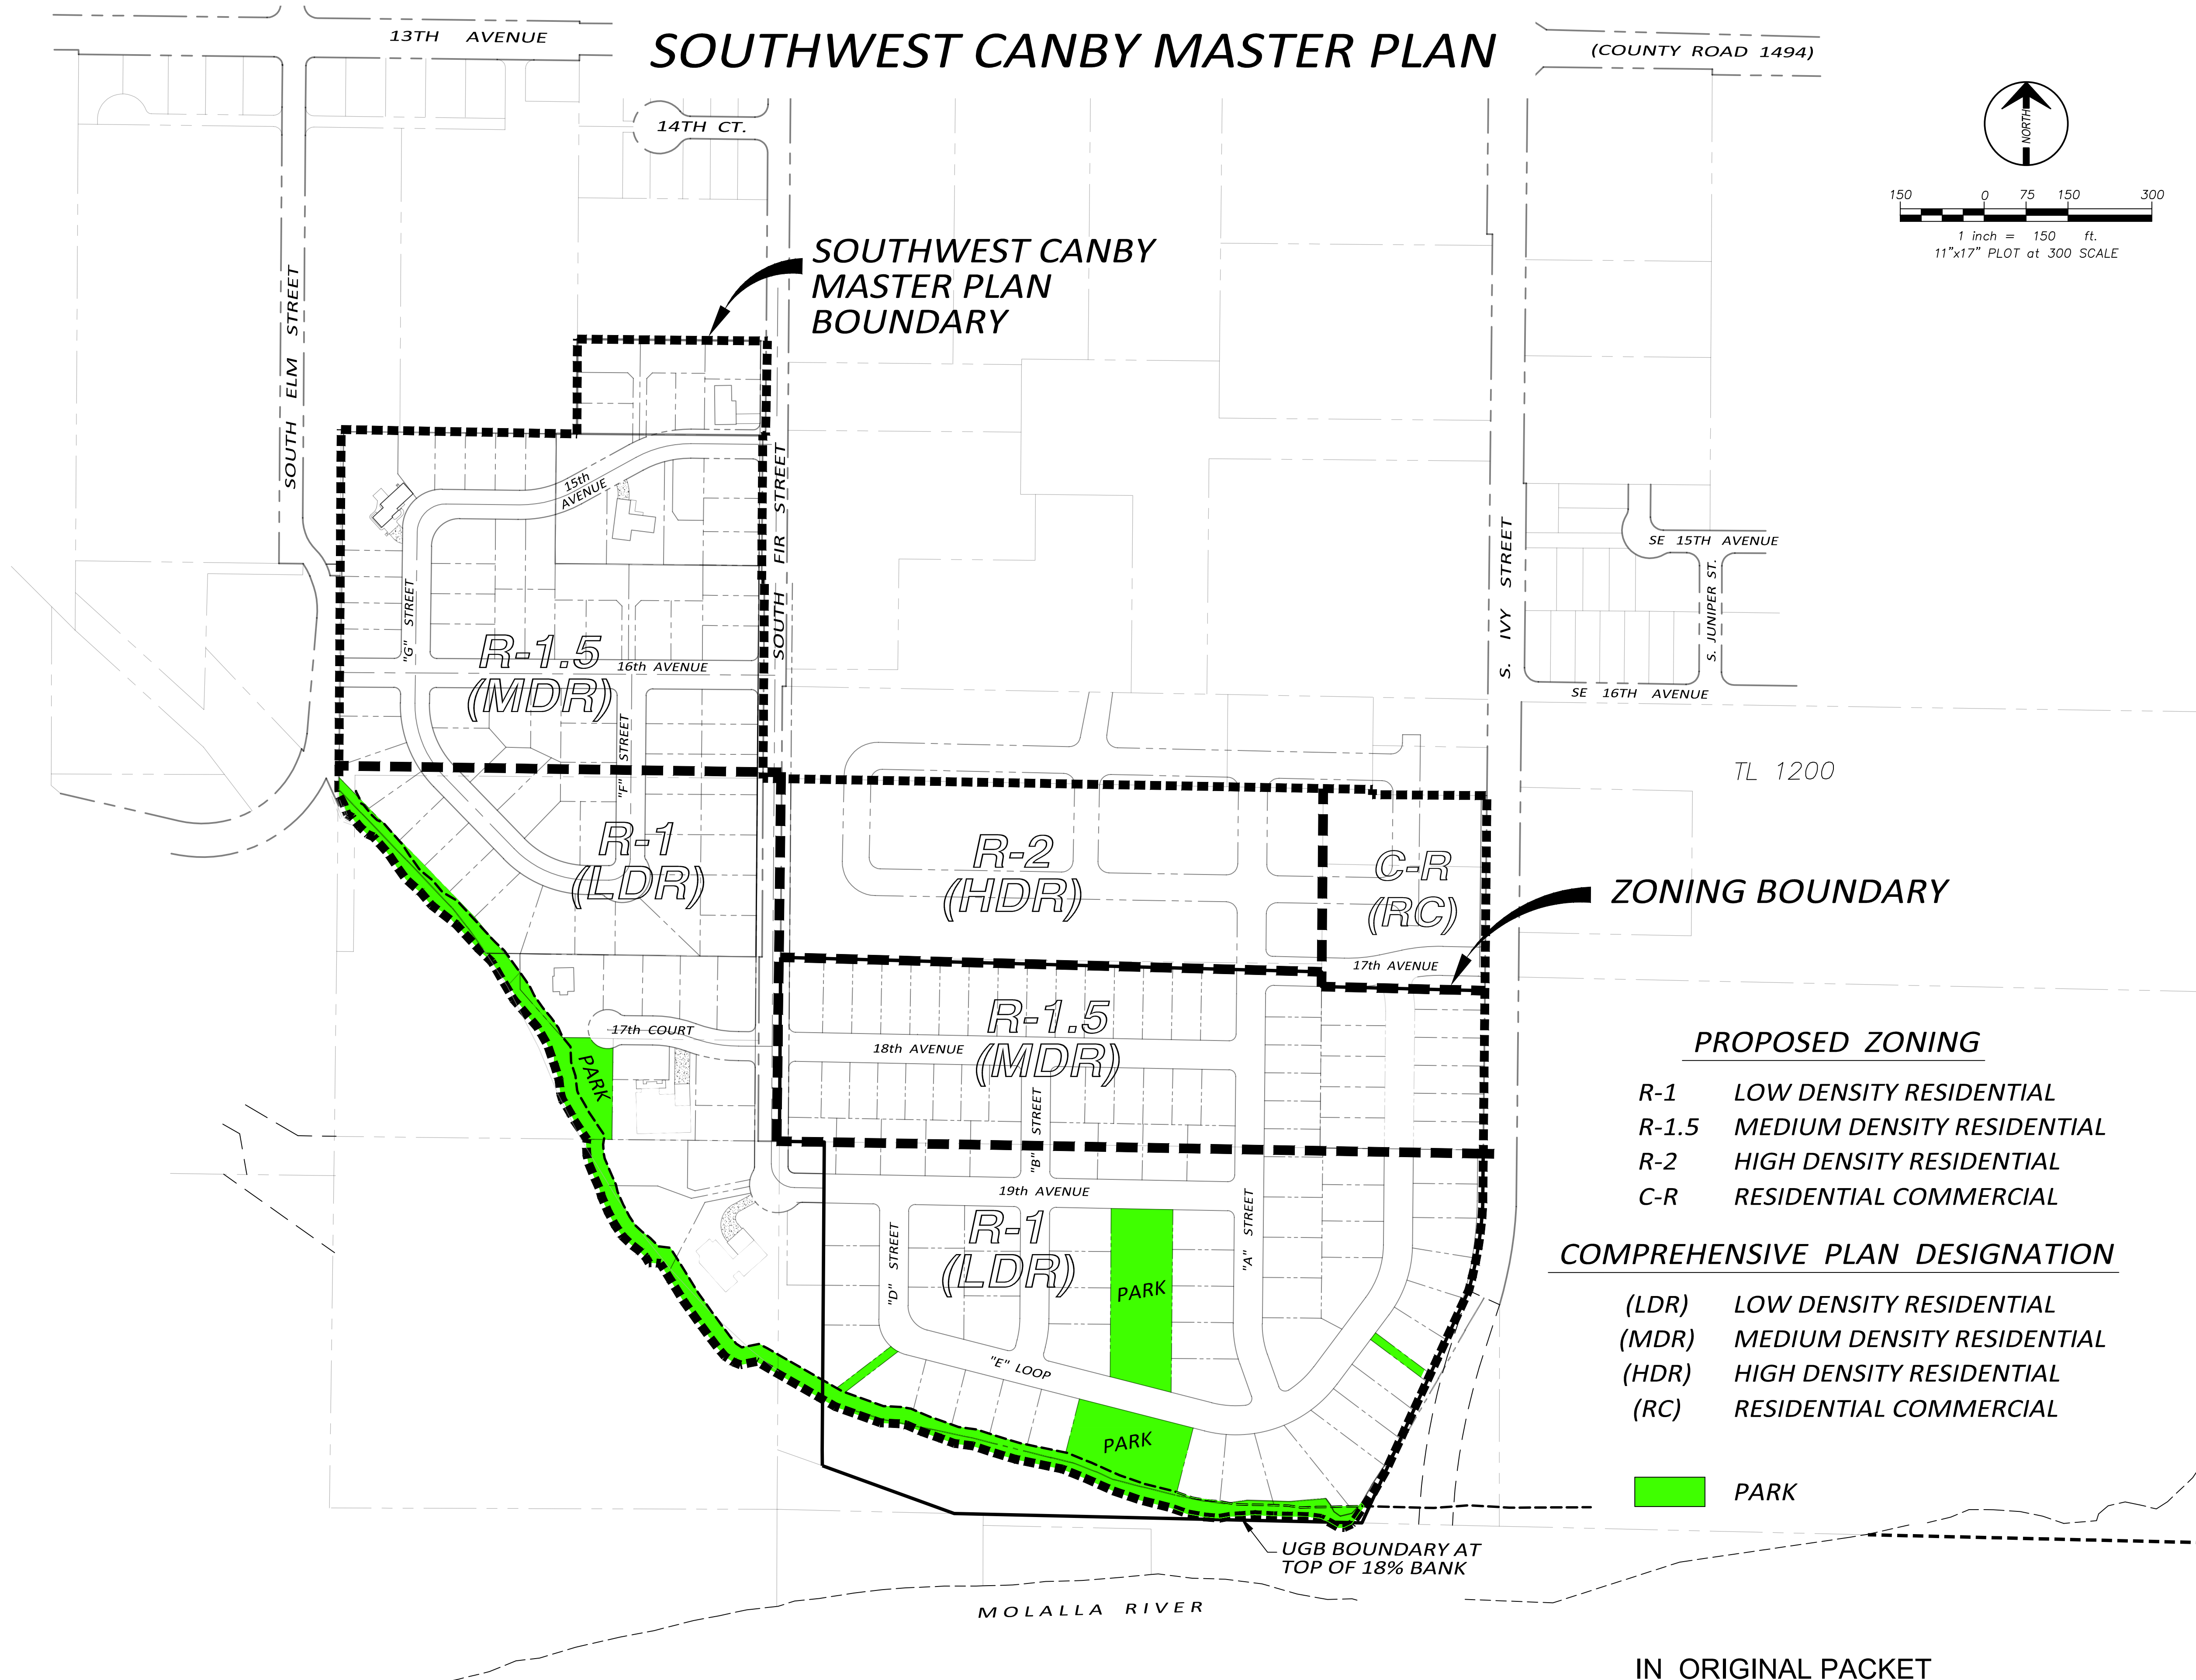 SOUTHWEST CANBY MASTER PLAN
13TH AVENUE
(COUNTY ROAD 1494)
14TH CT.
NORTH
150 0 75 150 300
1 inch = 150 ft.
11"x17" PLOT at 300 SCALE
SOUTHWEST CANBY
MASTER PLAN
BOUNDARY
SOUTH ELM STREET
SOUTH FIR STREET
S. IVY STREET
15th
AVENUE
SE 15TH AVENUE
S. JUNIPER ST.
SE 16TH AVENUE
"G" STREET
R-1.5
(MDR)
16th AVENUE
"F" STREET
TL 1200
R-1
(LDR)
R-2
(HDR)
C-R
(RC)
ZONING BOUNDARY
17th AVENUE
17th COURT
PARK
R-1.5
(MDR)
18th AVENUE
"B" STREET
19th AVENUE
R-1
(LDR)
"D" STREET
"A" STREET
PARK
"E" LOOP
PARK
PROPOSED ZONING
R-1 LOW DENSITY RESIDENTIAL
R-1.5 MEDIUM DENSITY RESIDENTIAL
R-2 HIGH DENSITY RESIDENTIAL
C-R RESIDENTIAL COMMERCIAL
COMPREHENSIVE PLAN DESIGNATION
(LDR) LOW DENSITY RESIDENTIAL
(MDR) MEDIUM DENSITY RESIDENTIAL
(HDR) HIGH DENSITY RESIDENTIAL
(RC) RESIDENTIAL COMMERCIAL
PARK
UGB BOUNDARY AT
TOP OF 18% BANK
MOLALLA RIVER
IN ORIGINAL PACKET